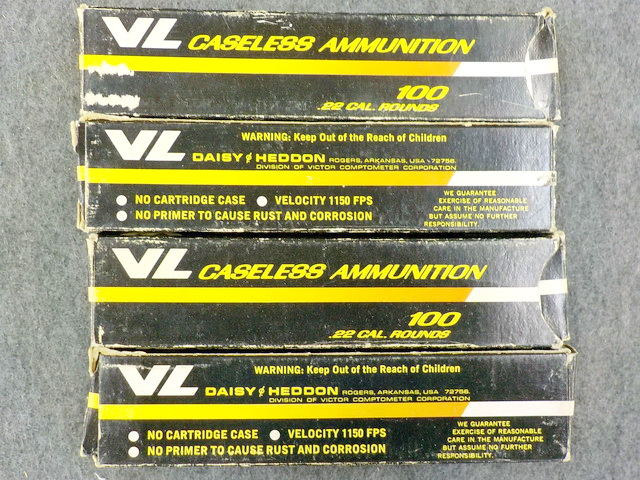 VL CASELESS AMMUNITION
100
.22 CAL. ROUNDS
VL WARNING: Keep Out of the Reach of Children
DAISY HEDDON ROGERS, ARKANSAS, USA 72756.
DIVISION OF VICTOR COMPTOMETER CORPORATION
NO CARTRIDGE CASE VELOCITY 1150 FPS
NO PRIMER TO CAUSE RUST AND CORROSION
WE GUARANTEE
EXERCISE OF REASONABLE
CARE IN THE MANUFACTURE
BUT ASSUME NO FURTHER
RESPONSIBILITY.
VL CASELESS AMMUNITION
100
.22 CAL. ROUNDS
VL WARNING: Keep Out of the Reach of Children
DAISY HEDDON ROGERS, ARKANSAS, USA 72756.
DIVISION OF VICTOR COMPTOMETER CORPORATION
NO CARTRIDGE CASE VELOCITY 1150 FPS
NO PRIMER TO CAUSE RUST AND CORROSION
WE GUARANTEE
EXERCISE OF REASONABLE
CARE IN THE MANUFACTURE
BUT ASSUME NO FURTHER
RESPONSIBILITY.